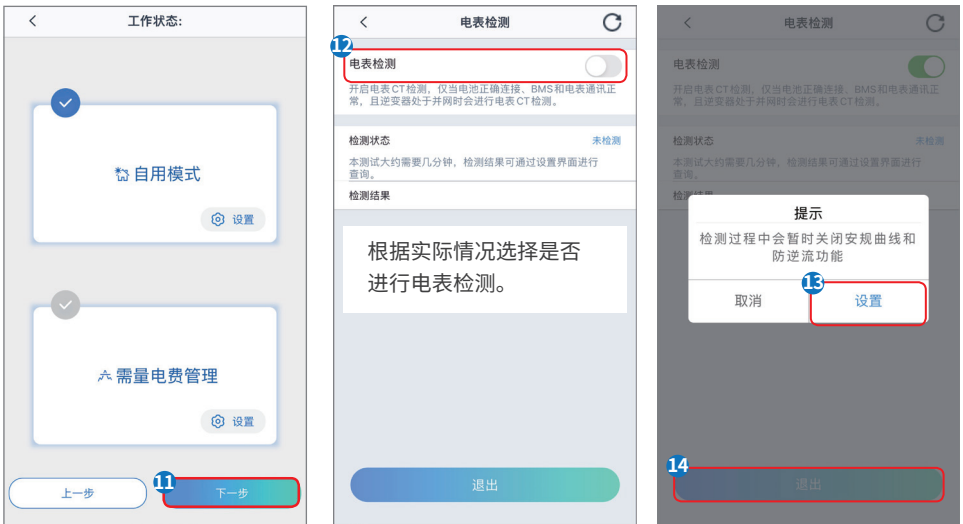 工作状态:
自用模式
设置
需量电费管理
设置
上一步
11
下一步
电表检测
12
电表检测
开启电表CT检测，仅当电池正确连接、BMS和电表通讯正
常，且逆变器处于并网时会进行电表CT检测。
检测状态
未检测
本测试大约需要几分钟，检测结果可通过设置界面进行
查询。
检测结果
根据实际情况选择是否
进行电表检测。
退出
电表检测
电表检测
开启电表CT检测，仅当电池正确连接、BMS和电表通讯正
常，且逆变器处于并网时会进行电表CT检测。
检测状态
未检测
本测试大约需要几分钟，检测结果可通过设置界面进行
查询。
检测结果
提示
检测过程中会暂时关闭安规曲线和
防逆流功能
取消
13
设置
14
退出